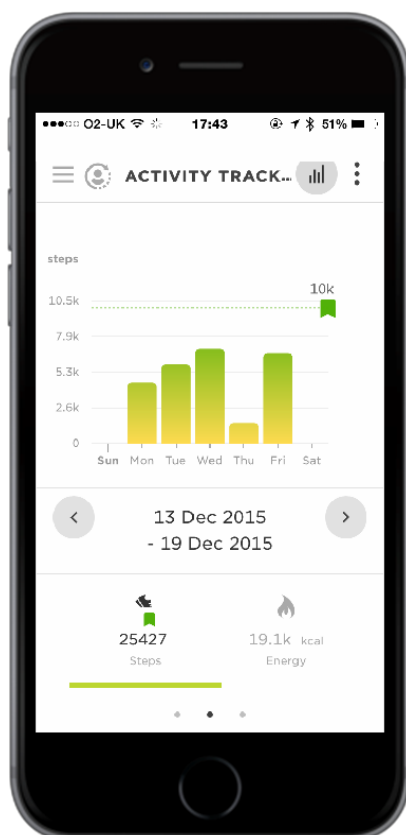 O2-UK 17:43 51%
ACTIVITY TRACK...
steps
10k
10.5k
7.9k
5.3k
2.6k
0
Sun Mon Tue Wed Thu Fri Sat
13 Dec 2015
- 19 Dec 2015
25427 19.1k kcal
Steps Energy